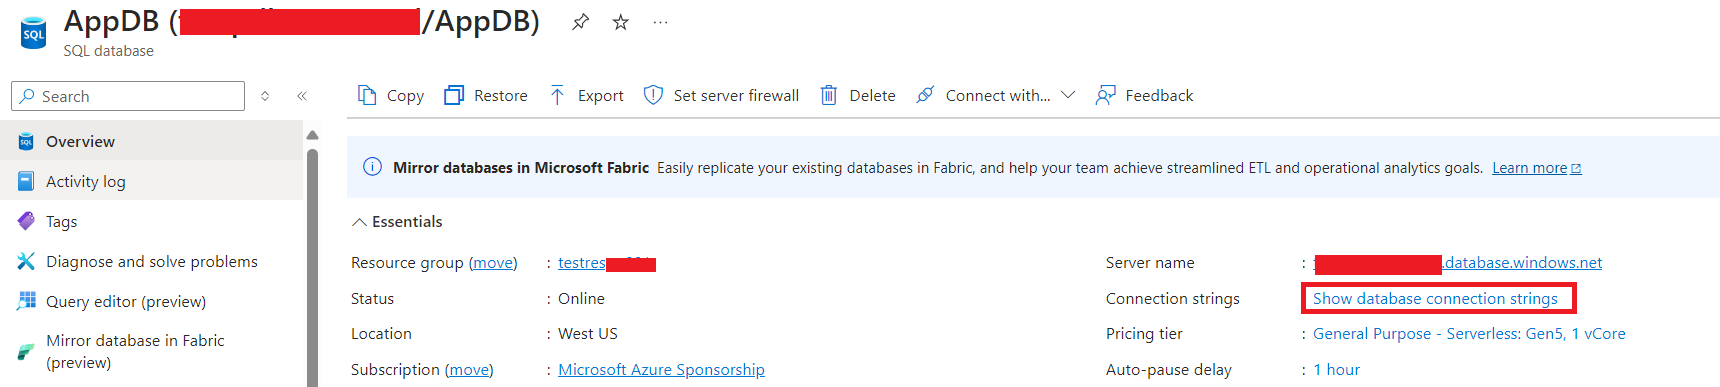 AppDB (/AppDB)
SQL database
Search
Copy Restore Export Set server firewall Delete Connect with... Feedback
SQL Overview
Activity log
Tags
Diagnose and solve problems
Query editor (preview)
Mirror database in Fabric
(preview)
Mirror databases in Microsoft Fabric Easily replicate your existing databases in Fabric, and help your team achieve streamlined ETL and operational analytics goals. Learn more
Essentials
Resource group (move) : testres
Status : Online
Location : West US
Subscription (move) : Microsoft Azure Sponsorship
Server name : .database.windows.net
Connection strings : Show database connection strings
Pricing tier : General Purpose - Serverless: Gen5, 1 vCore
Auto-pause delay : 1 hour